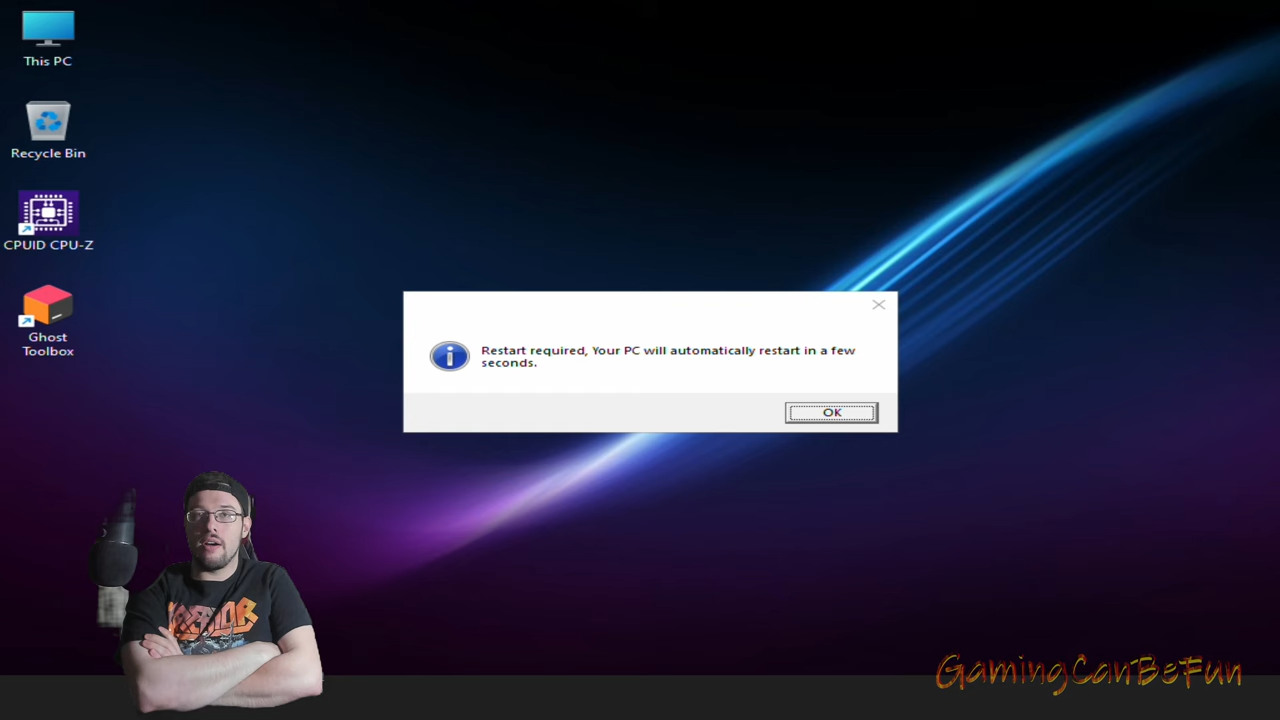 This PC
Recycle Bin
CPUID CPU-Z
Ghost
Toolbox
Restart required, Your PC will automatically restart in a few
seconds.
OK
KREATOR
GamingCanBeFun